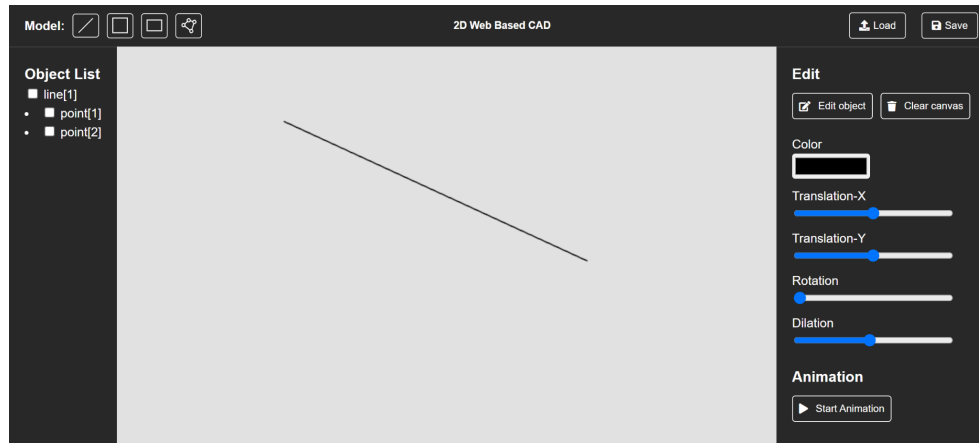 Model:
2D Web Based CAD
Load
Save
Object List
line[1]
point[1]
point[2]
Edit
Edit object
Clear canvas
Color
Translation-X
Translation-Y
Rotation
Dilation
Animation
Start Animation